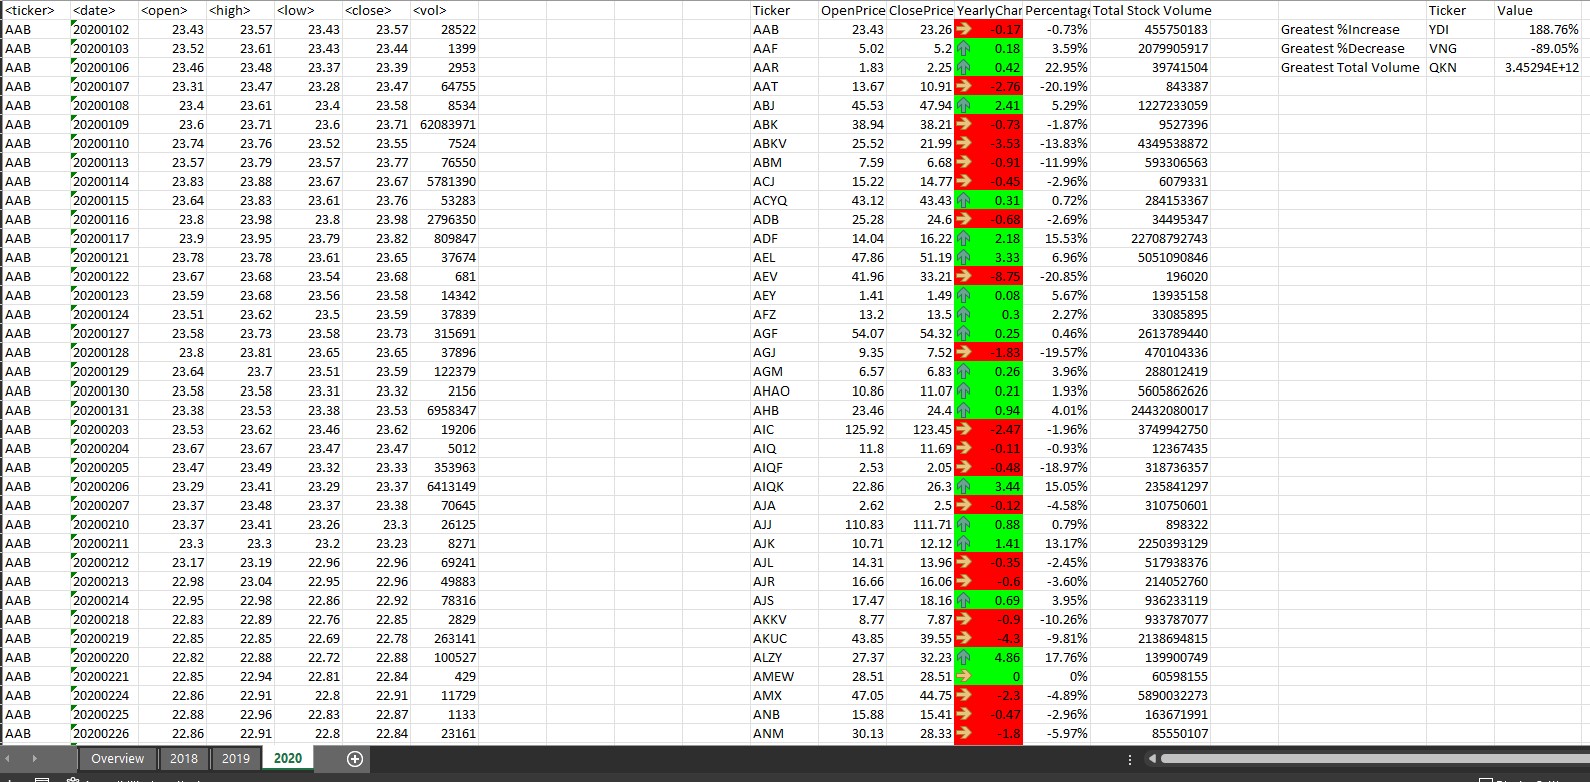 <ticker> <date> <open> <high> <low> <close> <vol> Ticker OpenPrice ClosePrice YearlyChar Percentage Total Stock Volume Ticker Value
AAB 20200102 23.43 23.57 23.43 23.57 28522 AAB 23.43 23.26 -0.17 -0.73% 455750183 Greatest %Increase YDI 188.76%
AAB 20200103 23.52 23.61 23.43 23.44 1399 AAF 5.02 5.2 0.18 3.59% 2079905917 Greatest %Decrease VNG -89.05%
AAB 20200106 23.46 23.48 23.37 23.39 2953 AAR 1.83 2.25 0.42 22.95% 39741504 Greatest Total Volume QKN 3.45294E+12
AAB 20200107 23.31 23.47 23.28 23.47 64755 AAT 13.67 10.91 -2.76 -20.19% 843387
AAB 20200108 23.4 23.61 23.4 23.58 8534 ABJ 45.53 47.94 2.41 5.29% 1227233059
AAB 20200109 23.6 23.71 23.6 23.71 62083971 ABK 38.94 38.21 -0.73 -1.87% 9527396
AAB 20200110 23.74 23.76 23.52 23.55 7524 ABKV 25.52 21.99 -3.53 -13.83% 4349538872
AAB 20200113 23.57 23.79 23.57 23.77 76550 ABM 7.59 6.68 -0.91 -11.99% 593306563
AAB 20200114 23.83 23.88 23.67 23.67 5781390 ACJ 15.22 14.77 -0.45 -2.96% 6079331
AAB 20200115 23.64 23.83 23.61 23.76 53283 ACYQ 43.12 43.43 0.31 0.72% 284153367
AAB 20200116 23.8 23.98 23.8 23.98 2796350 ADB 25.28 24.6 -0.68 -2.69% 34495347
AAB 20200117 23.9 23.95 23.79 23.82 809847 ADF 14.04 16.22 2.18 15.53% 22708792743
AAB 20200121 23.78 23.78 23.61 23.65 37674 AEL 47.86 51.19 3.33 6.96% 5051090846
AAB 20200122 23.67 23.68 23.54 23.68 681 AEV 41.96 33.21 -8.75 -20.85% 196020
AAB 20200123 23.59 23.68 23.56 23.58 14342 AEY 1.41 1.49 0.08 5.67% 13935158
AAB 20200124 23.51 23.62 23.5 23.59 37839 AFZ 13.2 13.5 0.3 2.27% 33085895
AAB 20200127 23.58 23.73 23.58 23.73 315691 AGF 54.07 54.32 0.25 0.46% 2613789440
AAB 20200128 23.8 23.81 23.65 23.65 37896 AGJ 9.35 7.52 -1.83 -19.57% 470104336
AAB 20200129 23.64 23.7 23.51 23.59 122379 AGM 6.57 6.83 0.26 3.96% 288012419
AAB 20200130 23.58 23.58 23.31 23.32 2156 AHAO 10.86 11.07 0.21 1.93% 5605862626
AAB 20200131 23.38 23.53 23.38 23.53 6958347 AHB 23.46 24.4 0.94 4.01% 24432080017
AAB 20200203 23.53 23.62 23.46 23.62 19206 AIC 125.92 123.45 -2.47 -1.96% 3749942750
AAB 20200204 23.67 23.67 23.47 23.47 5012 AIQ 11.8 11.69 -0.11 -0.93% 12367435
AAB 20200205 23.47 23.49 23.32 23.33 353963 AIQF 2.53 2.05 -0.48 -18.97% 318736357
AAB 20200206 23.29 23.41 23.29 23.37 6413149 AIQK 22.86 26.3 3.44 15.05% 235841297
AAB 20200207 23.37 23.48 23.37 23.38 70645 AJA 2.62 2.5 -0.12 -4.58% 310750601
AAB 20200210 23.37 23.41 23.26 23.3 26125 AJJ 110.83 111.71 0.88 0.79% 898322
AAB 20200211 23.3 23.3 23.2 23.23 8271 AJK 10.71 12.12 1.41 13.17% 2250393129
AAB 20200212 23.17 23.19 22.96 22.96 69241 AJL 14.31 13.96 -0.35 -2.45% 517938376
AAB 20200213 22.98 23.04 22.95 22.96 49883 AJR 16.66 16.06 -0.6 -3.60% 214052760
AAB 20200214 22.95 22.98 22.86 22.92 78316 AJS 17.47 18.16 0.69 3.95% 936233119
AAB 20200218 22.83 22.89 22.76 22.85 2829 AKKV 8.77 7.87 -0.9 -10.26% 933787077
AAB 20200219 22.85 22.85 22.69 22.78 263141 AKUC 43.85 39.55 -4.3 -9.81% 2138694815
AAB 20200220 22.82 22.88 22.72 22.88 100527 ALZY 27.37 32.23 4.86 17.76% 139900749
AAB 20200221 22.85 22.94 22.81 22.84 429 AMEW 28.51 28.51 0 0% 60598155
AAB 20200224 22.86 22.91 22.8 22.91 11729 AMX 47.05 44.75 -2.3 -4.89% 5890032273
AAB 20200225 22.88 22.96 22.83 22.87 1133 ANB 15.88 15.41 -0.47 -2.96% 163671991
AAB 20200226 22.86 22.91 22.8 22.84 23161 ANM 30.13 28.33 -1.8 -5.97% 85550107
Overview 2018 2019 2020